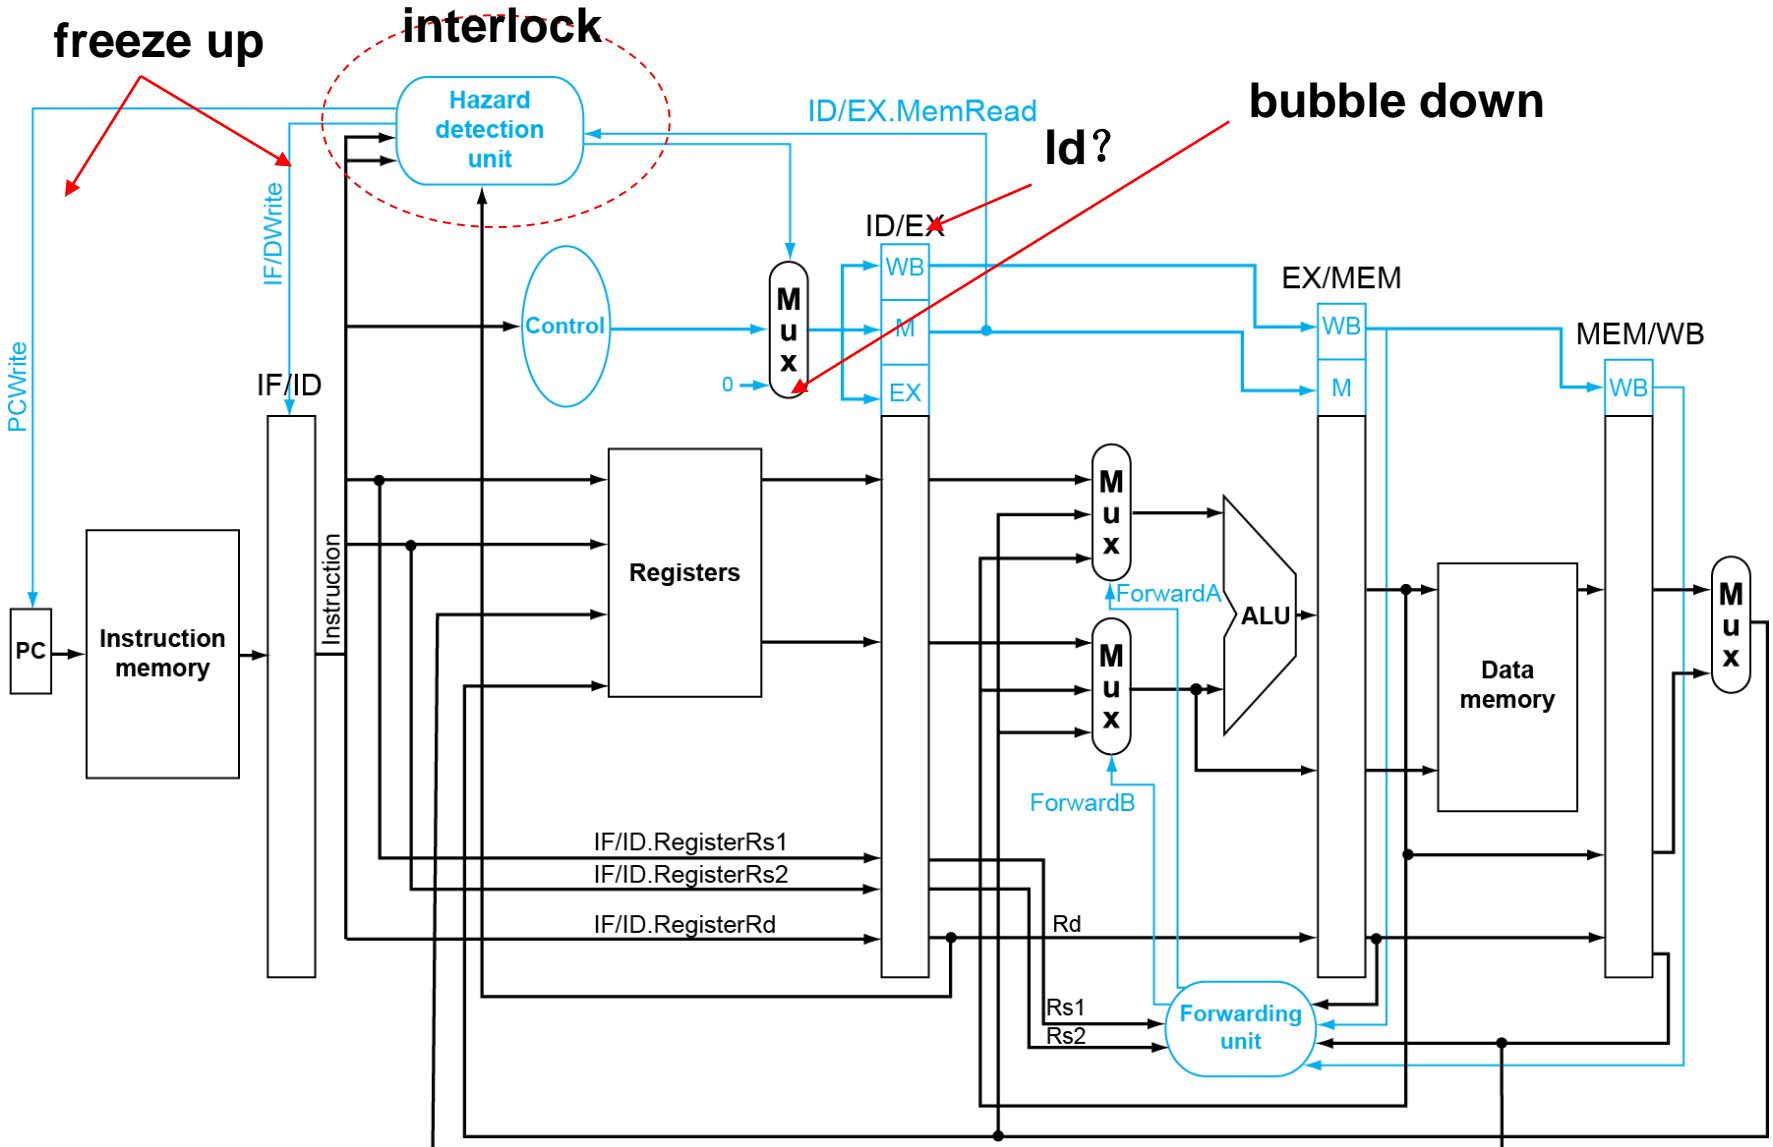 interlock
freeze up
Hazard
detection
unit
ID/EX.MemRead
bubble down
ld？
IF/DWrite
PCWrite
ID/EX
WB
M
EX
EX/MEM
WB
M
MEM/WB
WB
Control
M
u
x
0
IF/ID
Instruction
Registers
PC
Instruction
memory
M
u
x
ForwardA
M
u
x
ForwardB
ALU
Data
memory
M
u
x
IF/ID.RegisterRs1
IF/ID.RegisterRs2
IF/ID.RegisterRd
Rd
Rs1
Rs2
Forwarding
unit